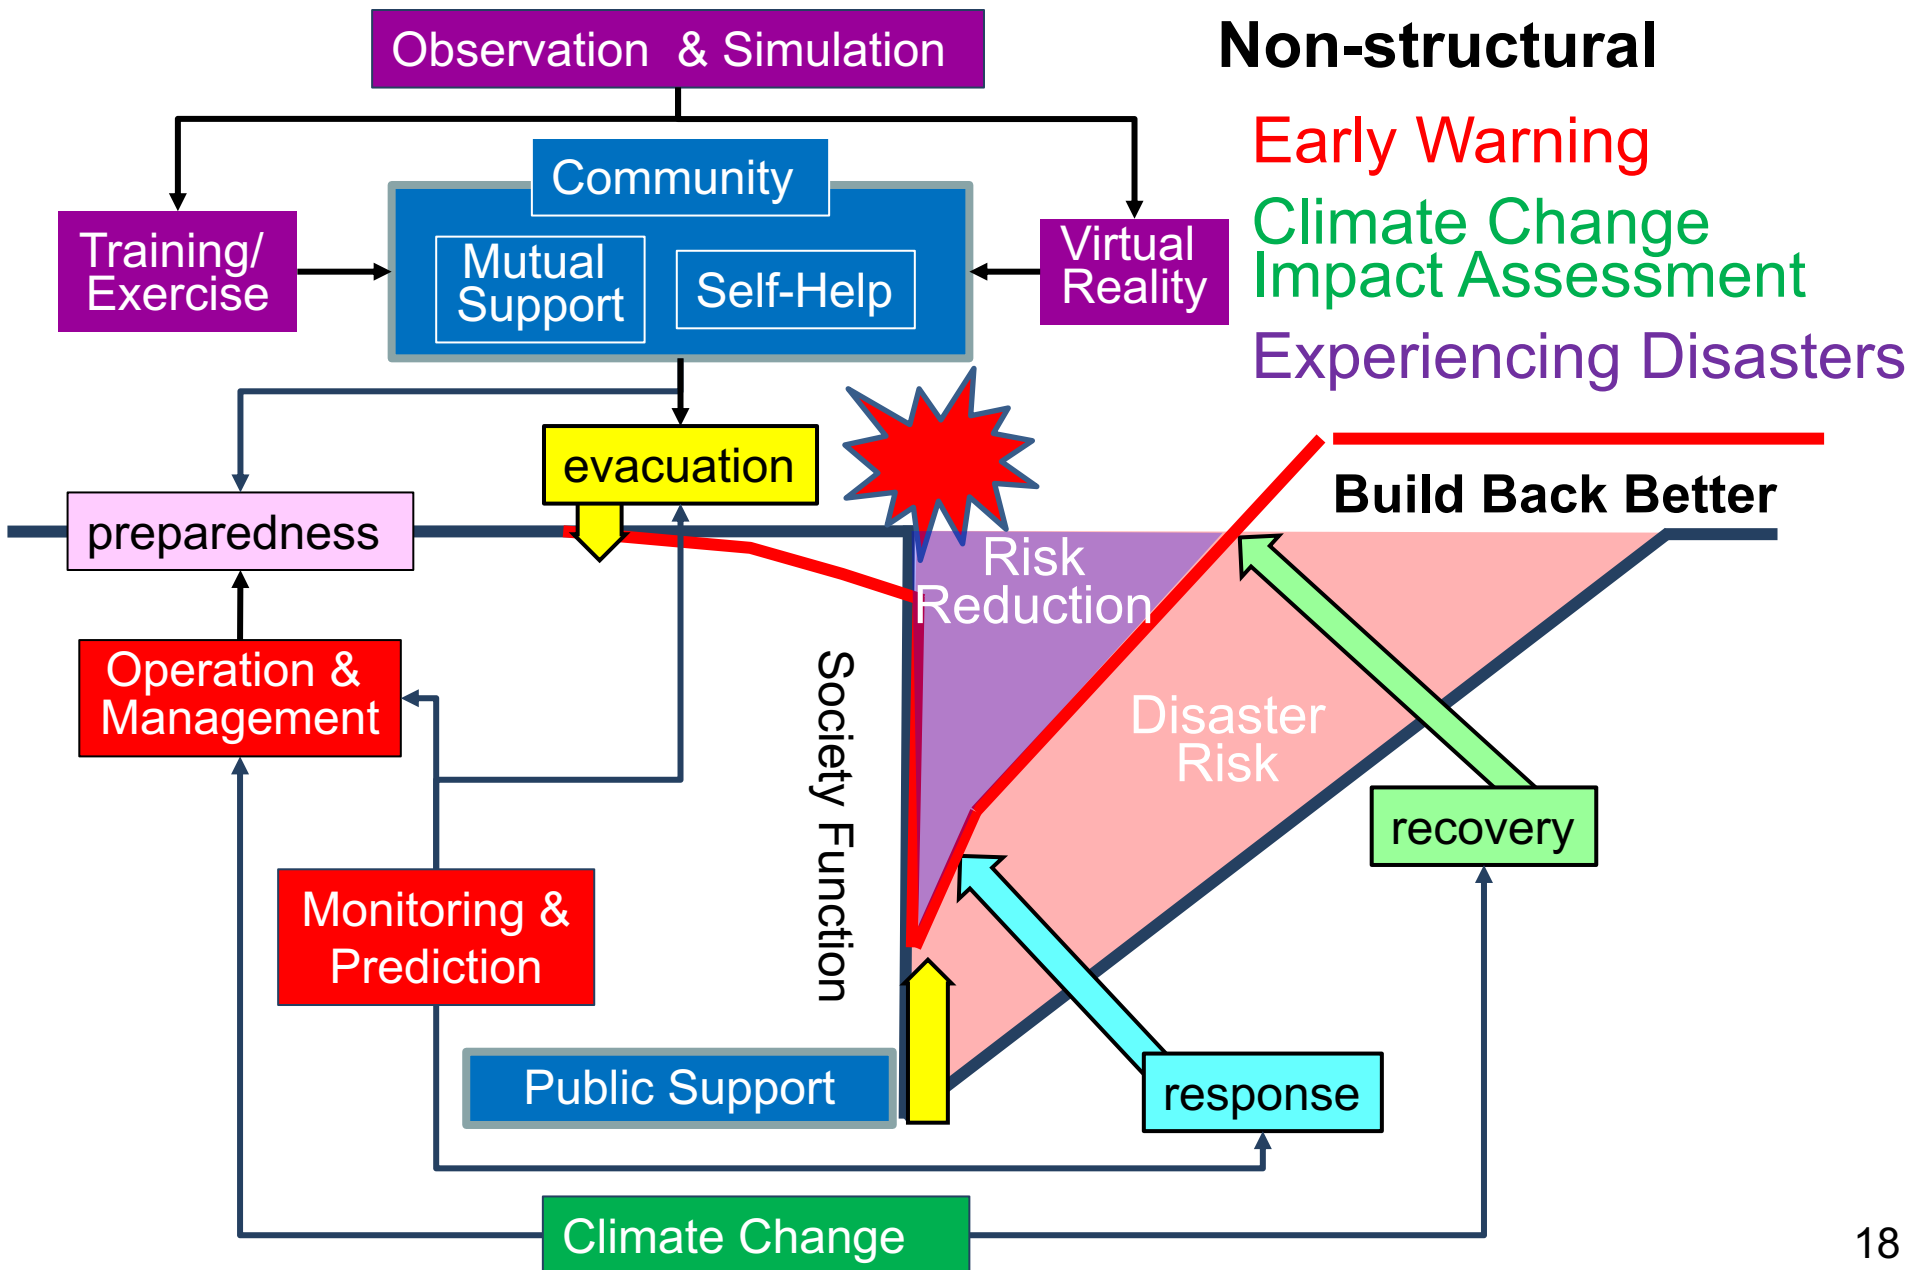 Observation & Simulation
Non-structural
Early Warning
Climate Change
Impact Assessment
Experiencing Disasters
Community
Training/
Exercise
Mutual
Support
Self-Help
Virtual
Reality
evacuation
Build Back Better
preparedness
Risk
Reduction
Operation &
Management
Society Function
Disaster
Risk
recovery
Monitoring &
Prediction
Public Support
response
Climate Change
18